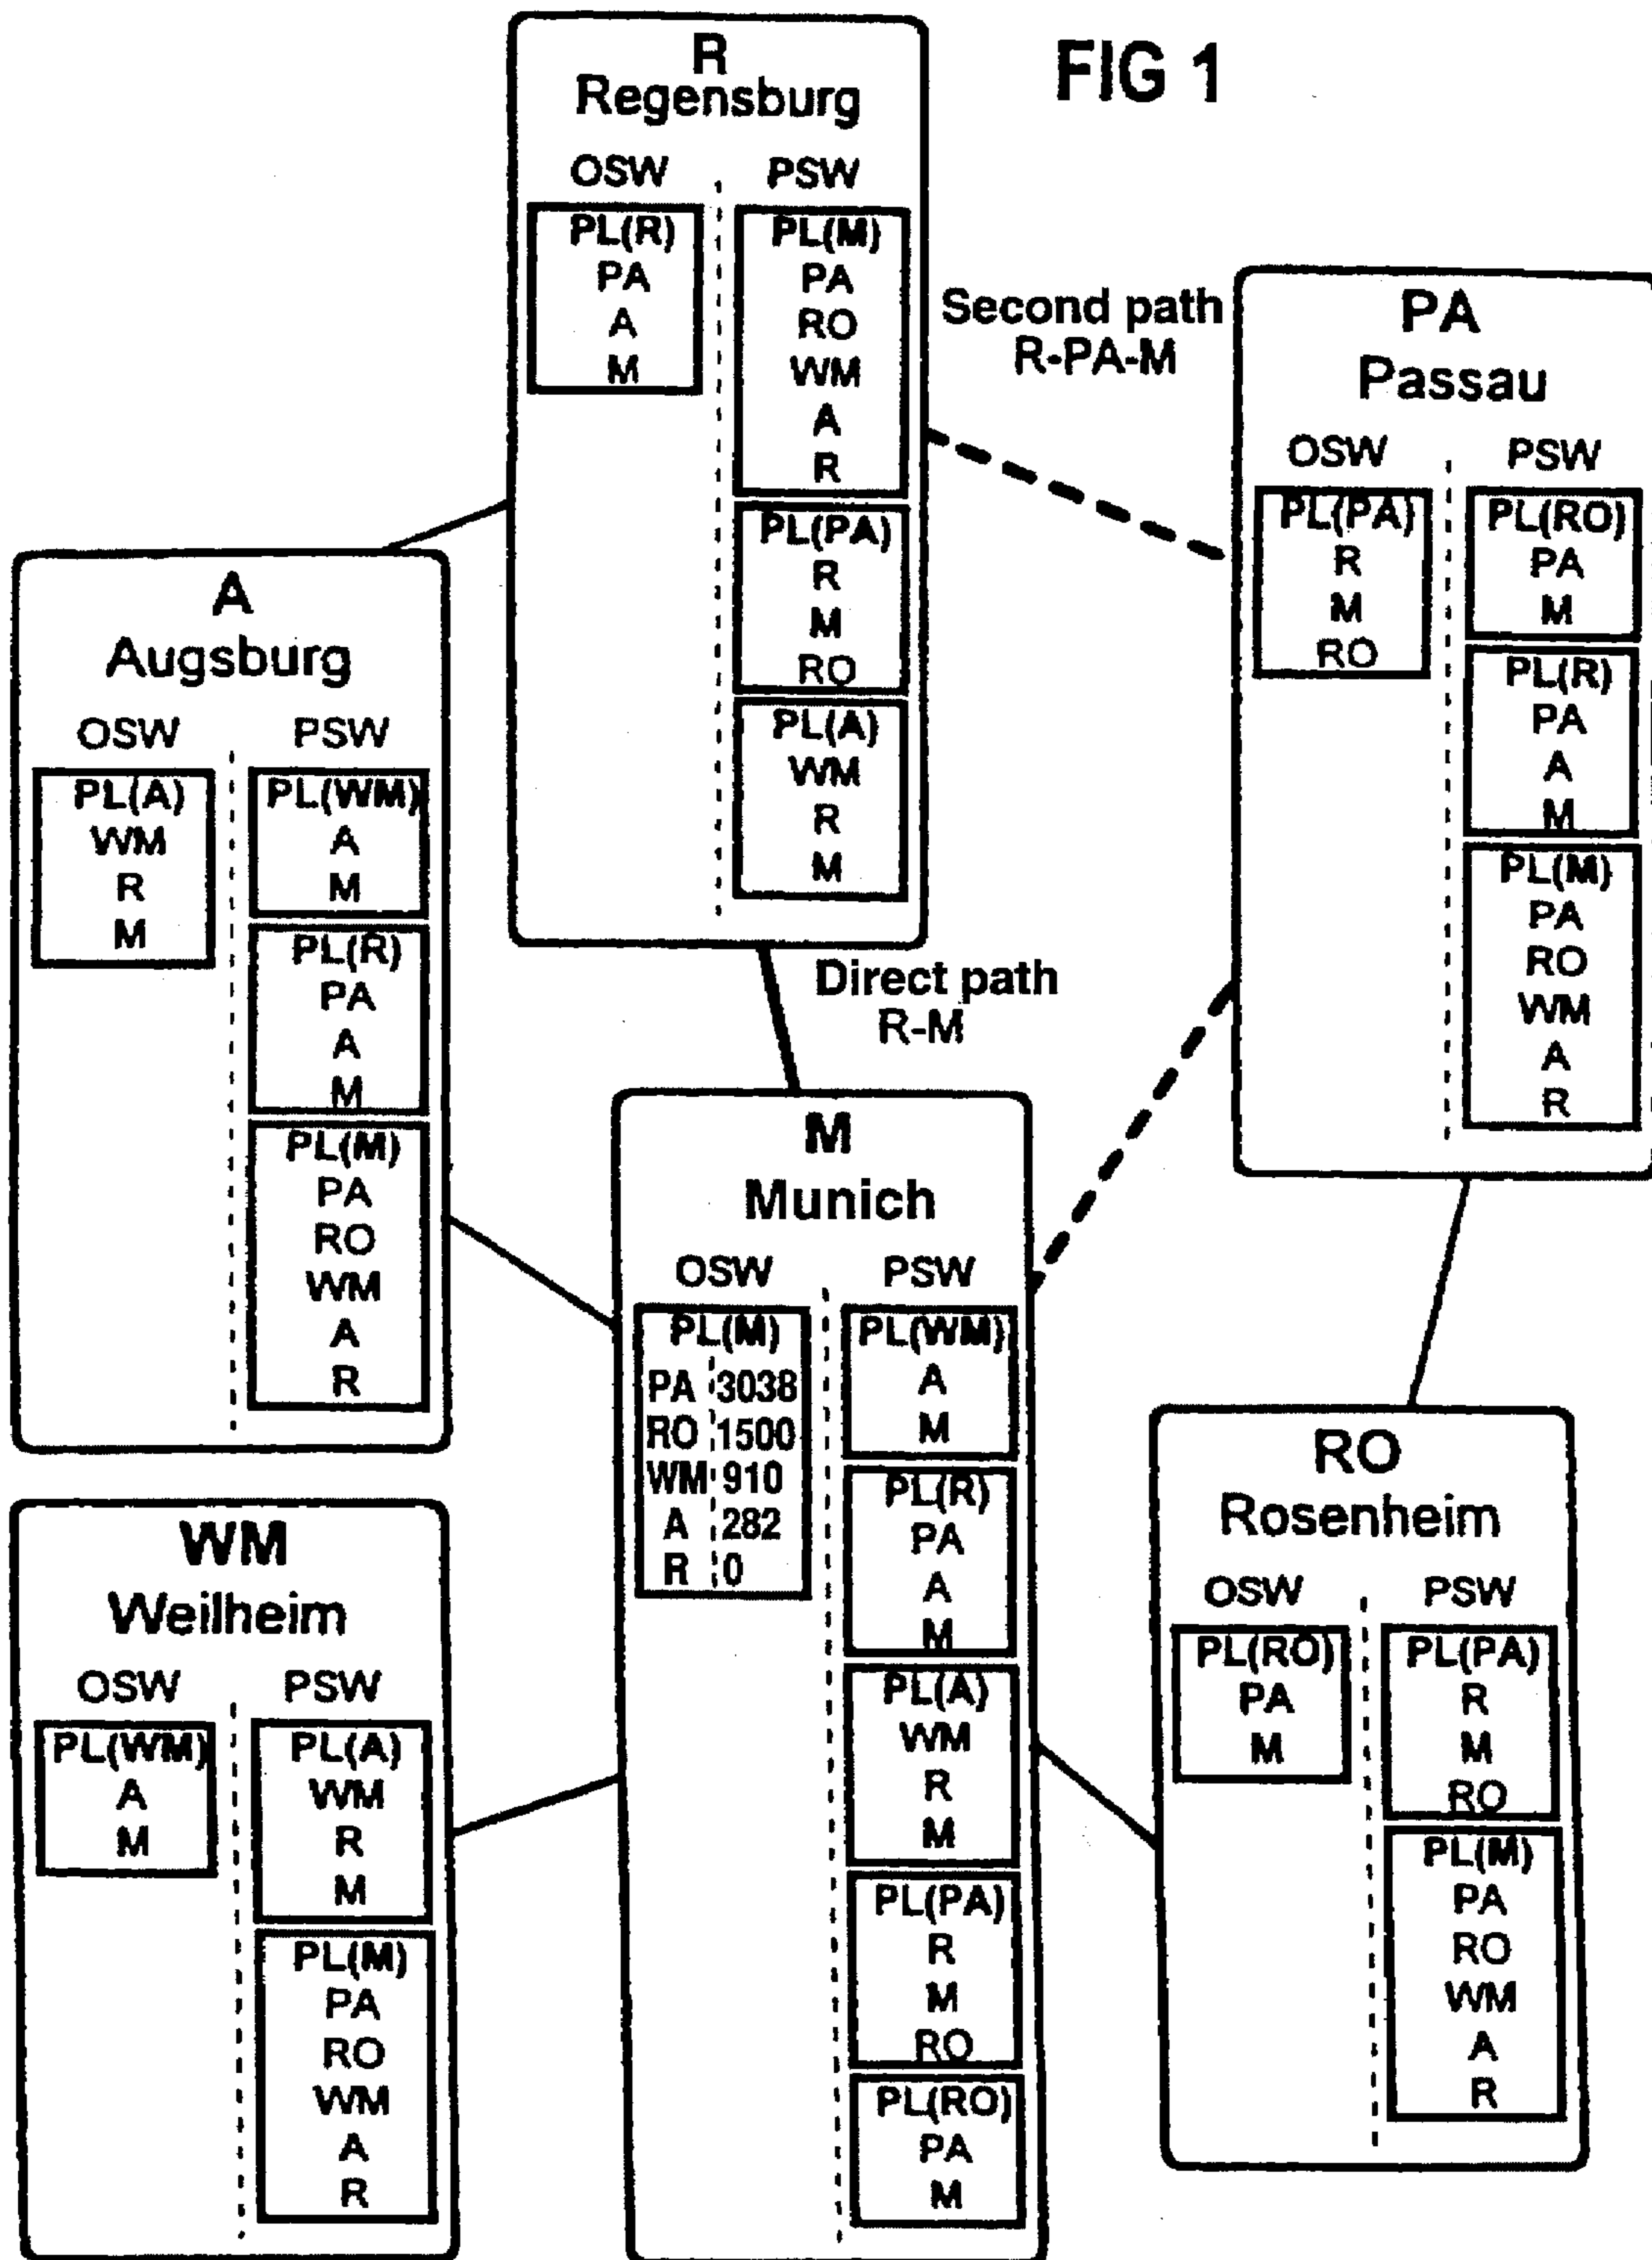 FIG 1
R
Regensburg
OSW
PL(R)
PA
A
M
PSW
PL(M)
PA
RO
WM
A
R
PL(PA)
R
M
RO
PL(A)
WM
R
M
Second path
R-PA-M
PA
Passau
OSW
PL(PA)
R
M
RO
PSW
PL(RO)
PA
M
PL(R)
PA
A
M
PL(M)
PA
RO
WM
A
R
A
Augsburg
OSW
PL(A)
WM
R
M
PSW
PL(WM)
A
M
PL(R)
PA
A
M
PL(M)
PA
RO
WM
A
R
Direct path
R-M
M
Munich
OSW
PL(M)
PA 3038
RO 1500
WM 910
A 282
R 0
PSW
PL(WM)
A
M
PL(R)
PA
A
M
PL(A)
WM
R
M
PL(PA)
R
M
RO
PL(RO)
PA
M
RO
Rosenheim
OSW
PL(RO)
PA
M
PSW
PL(PA)
R
M
RO
PL(M)
PA
RO
WM
A
R
WM
Weilheim
OSW
PL(WM)
A
M
PSW
PL(A)
WM
R
M
PL(M)
PA
RO
WM
A
R